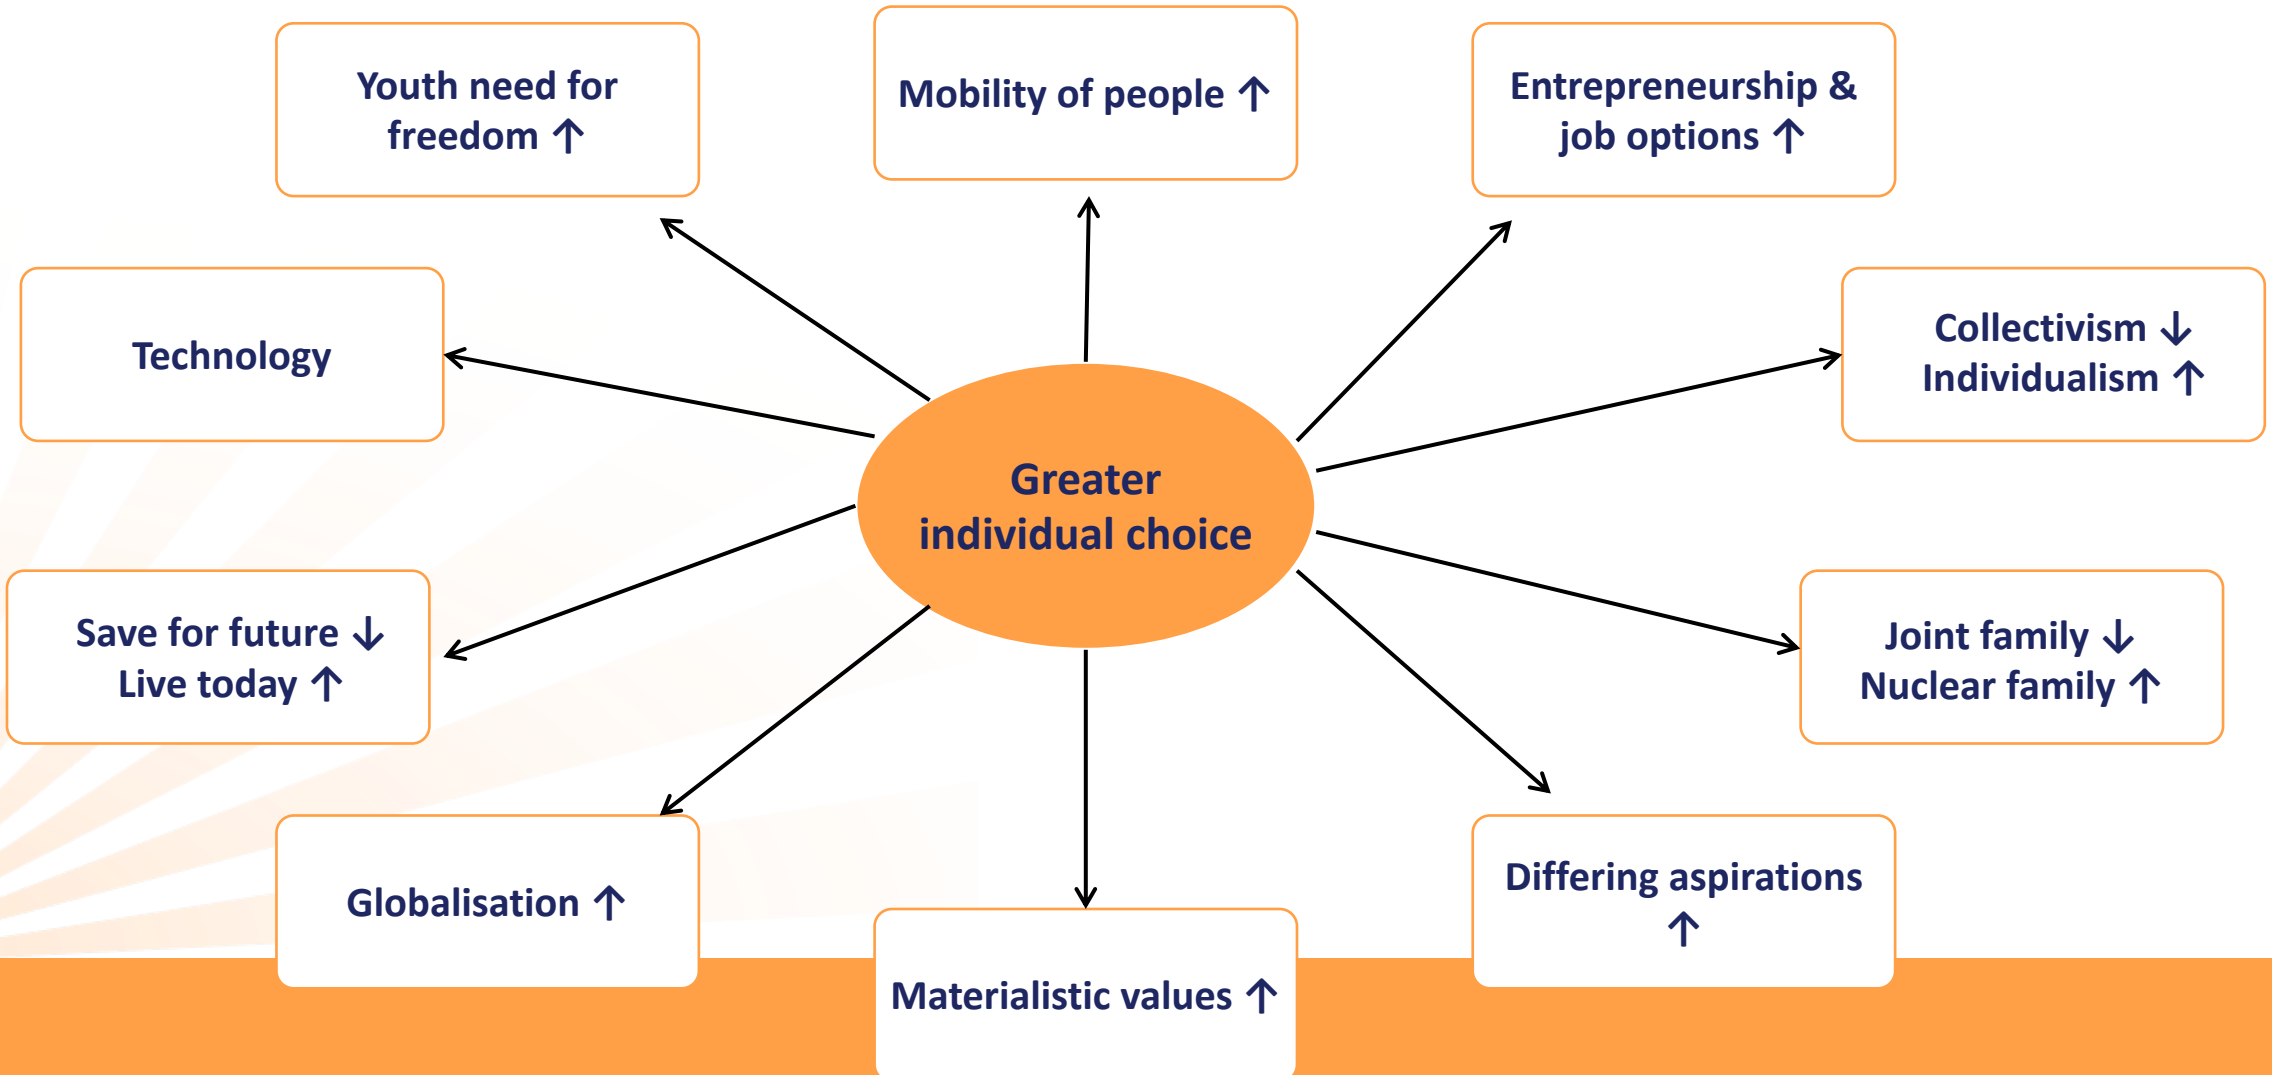 Youth need for
freedom ↑
Mobility of people ↑
Entrepreneurship &
job options ↑
Technology
Collectivism ↓
Individualism ↑
Greater
individual choice
Save for future ↓
Live today ↑
Joint family ↓
Nuclear family ↑
Globalisation ↑
Materialistic values ↑
Differing aspirations
↑